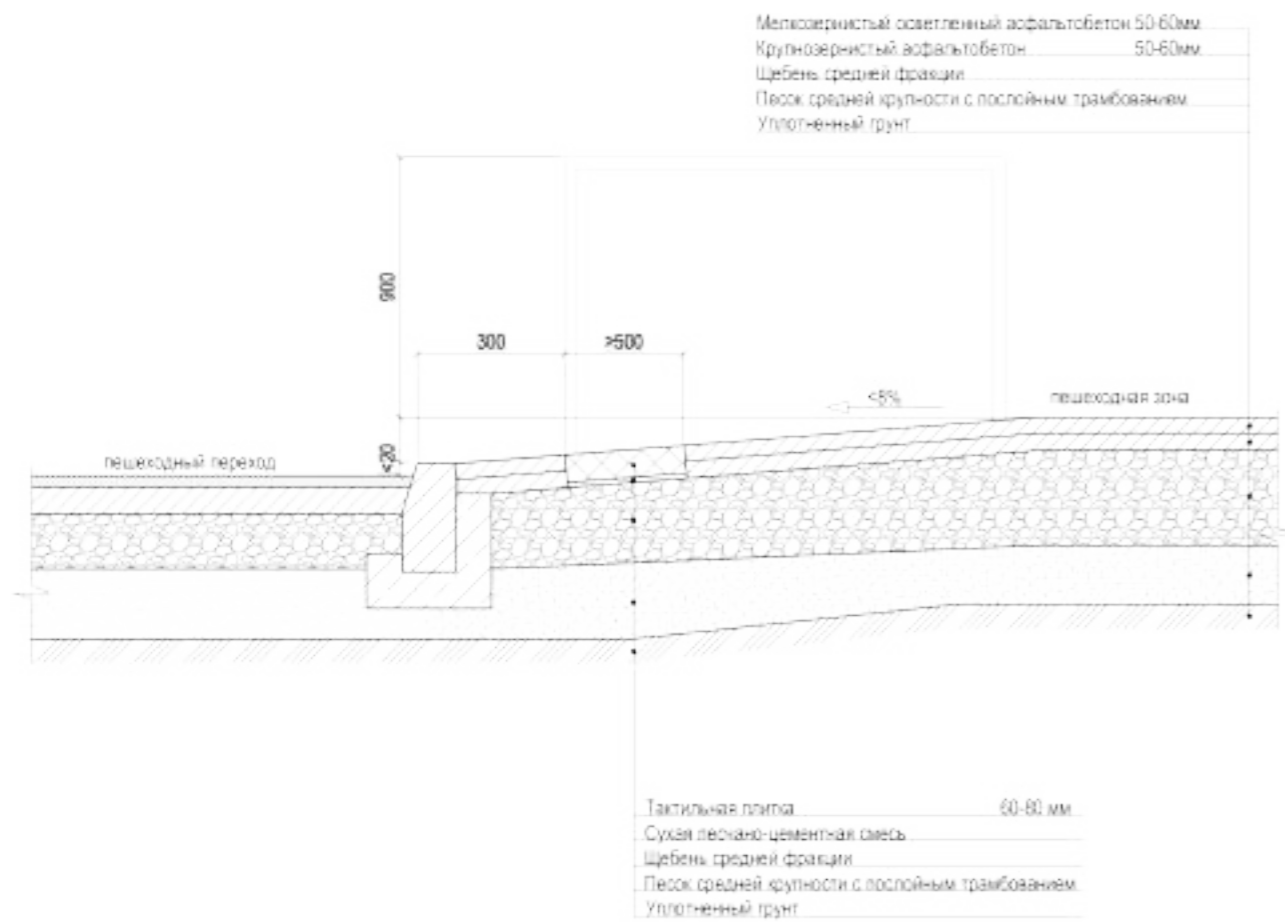 Мелкозернистый осветленный асфальтобетон 50-60мм
Крупнозернистый асфальтобетон 50-60мм
Щебень средней фракции
Песок средней крупности с послойным трамбованием
Уплотненный грунт
900
300
>500
<8%
пешеходная зона
<20
пешеходный переход
Тактильная плитка 60-80 мм
Сухая песчано-цементная смесь
Щебень средней фракции
Песок средней крупности с послойным трамбованием
Уплотненный грунт